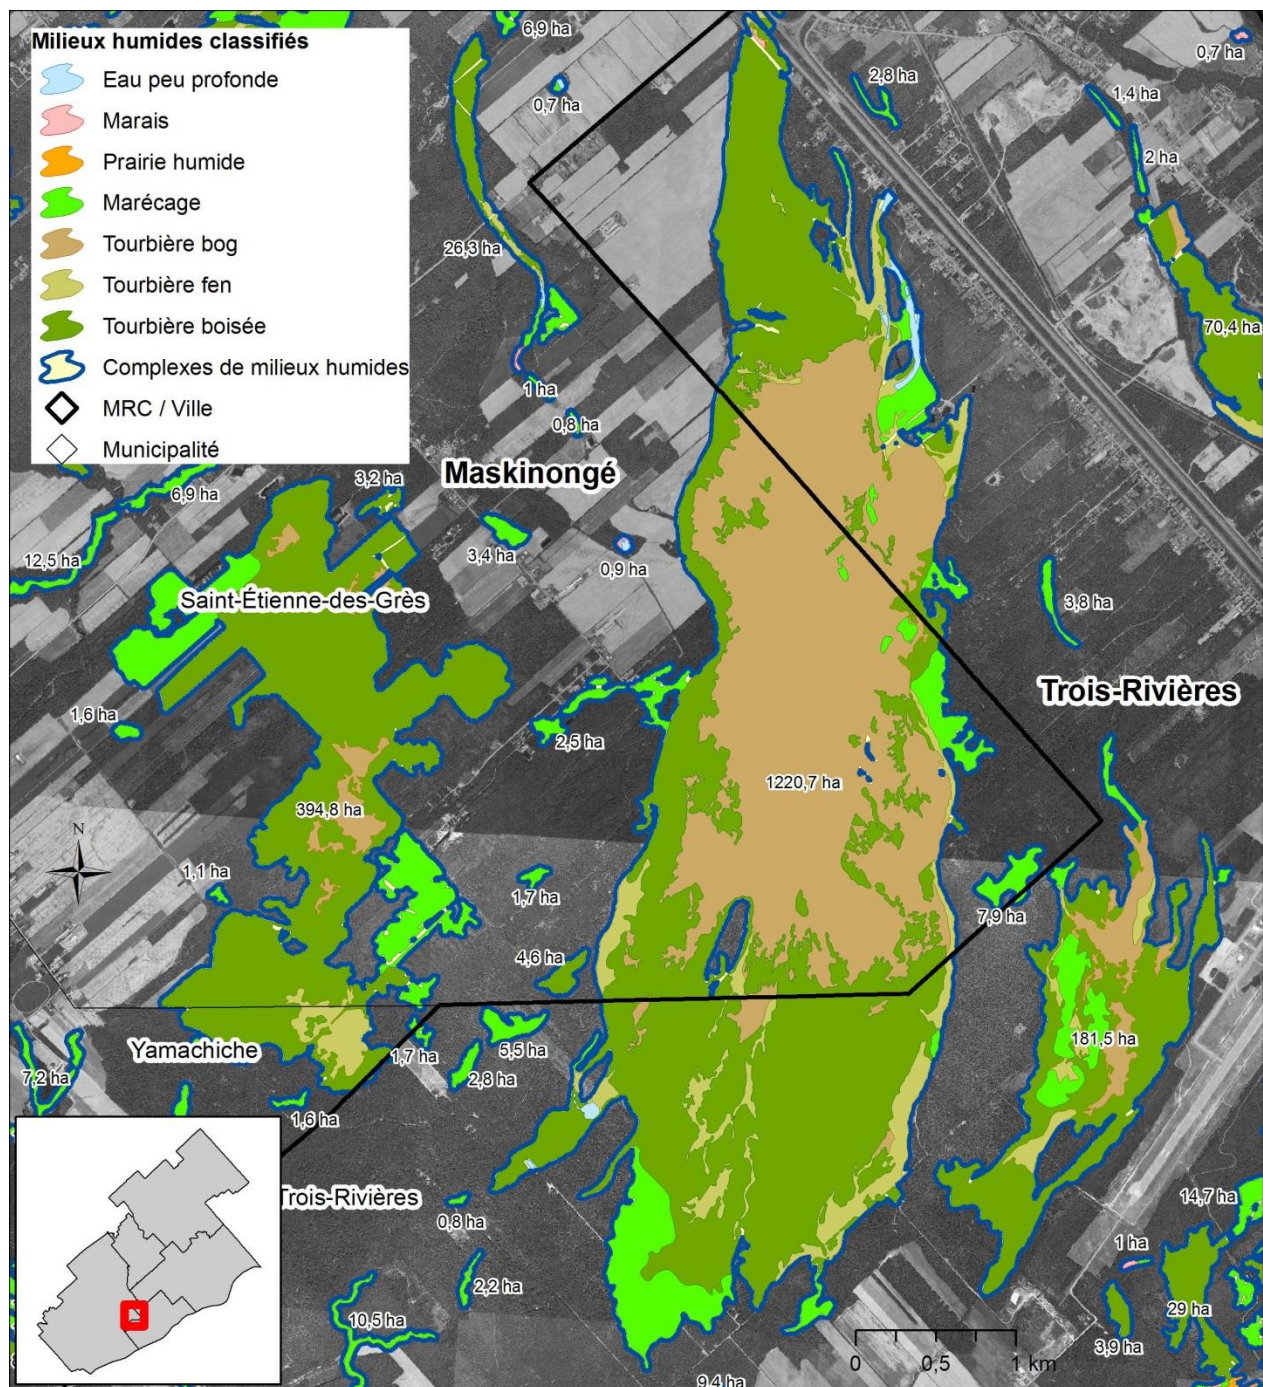 Milieux humides classifiés
Eau peu profonde
Marais
Prairie humide
Marécage
Tourbière bog
Tourbière fen
Tourbière boisée
Complexes de milieux humides
MRC / Ville
Municipalité
6,9 ha
0,7 ha
2,8 ha
0,7 ha
1,4 ha
2 ha
26,3 ha
70,4 ha
1 ha
0,8 ha
Maskinongé
6,9 ha
3,2 ha
12,5 ha
3,4 ha
0,9 ha
Saint-Étienne-des-Grès
3,8 ha
Trois-Rivières
1,6 ha
2,5 ha
1220,7 ha
394,8 ha
N
1,1 ha
1,7 ha
7,9 ha
4,6 ha
Yamachiche
1,7 ha
5,5 ha
181,5 ha
7,2 ha
2,8 ha
1,6 ha
Trois-Rivières
0,8 ha
14,7 ha
1 ha
2,2 ha
10,5 ha
29 ha
3,9 ha
0 0,5 1 km
9,4 ha